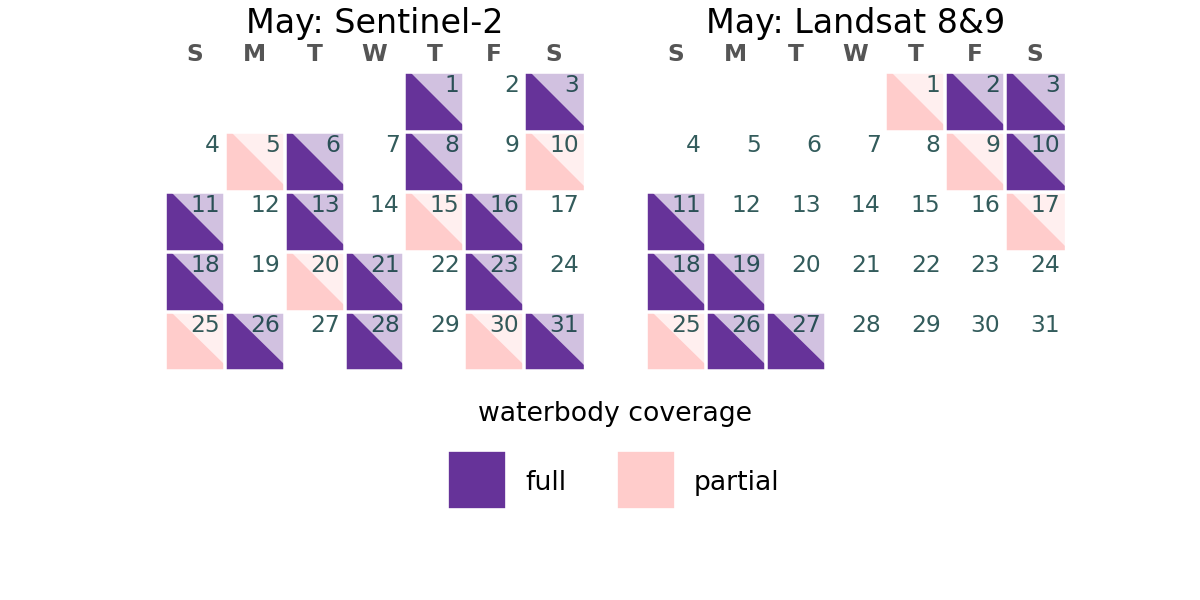 May: Sentinel-2
S M T W T F S
1 2 3
4 5 6 7 8 9 10
11 12 13 14 15 16 17
18 19 20 21 22 23 24
25 26 27 28 29 30 31
May: Landsat 8&9
S M T W T F S
1 2 3
4 5 6 7 8 9 10
11 12 13 14 15 16 17
18 19 20 21 22 23 24
25 26 27 28 29 30 31
waterbody coverage
full partial